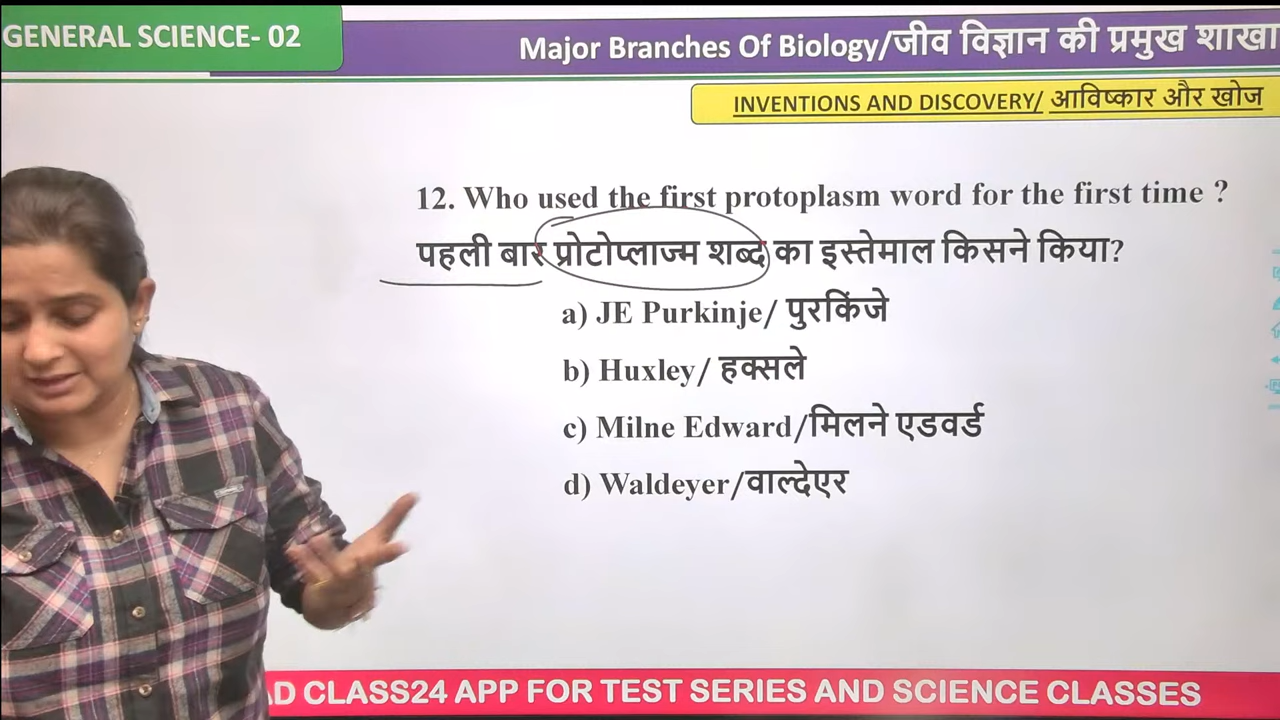 GENERAL SCIENCE- 02
Major Branches Of Biology/जीव विज्ञान की प्रमुख शाखा
INVENTIONS AND DISCOVERY/ आविष्कार और खोज
12. Who used the first protoplasm word for the first time ?
पहली बार प्रोटोप्लाज्म शब्द का इस्तेमाल किसने किया?
a) JE Purkinje/ पुरकिंजे
b) Huxley/ हक्सले
c) Milne Edward/मिलने एडवर्ड
d) Waldeyer/वाल्देएर
AD CLASS24 APP FOR TEST SERIES AND SCIENCE CLASSES